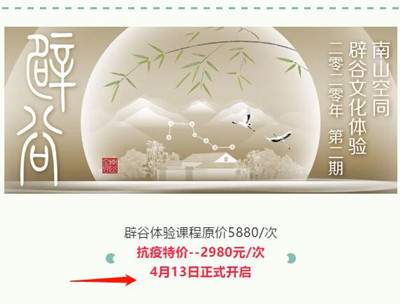 辟谷
南山空同
辟谷文化体验
二零二零年 第二期
辟谷体验课程原价5880/次
抗疫特价--2980元/次
4月13日正式开启